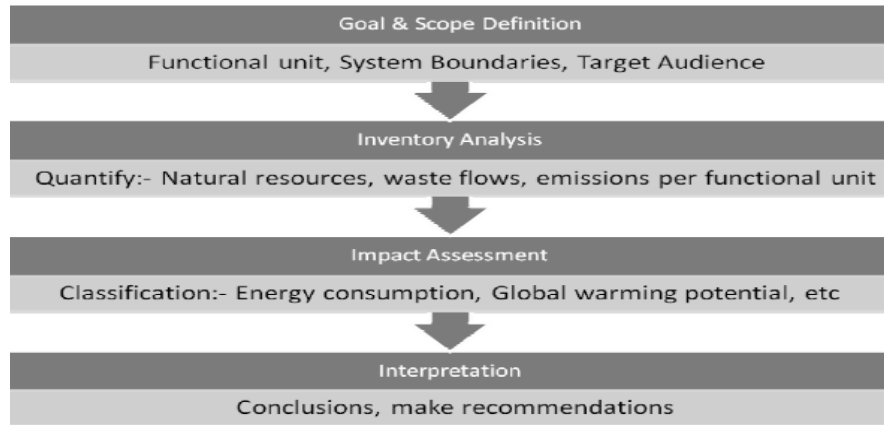 Goal & Scope Definition
Functional unit, System Boundaries, Target Audience
Inventory Analysis
Quantify:- Natural resources, waste flows, emissions per functional unit
Impact Assessment
Classification:- Energy consumption, Global warming potential, etc
Interpretation
Conclusions, make recommendations